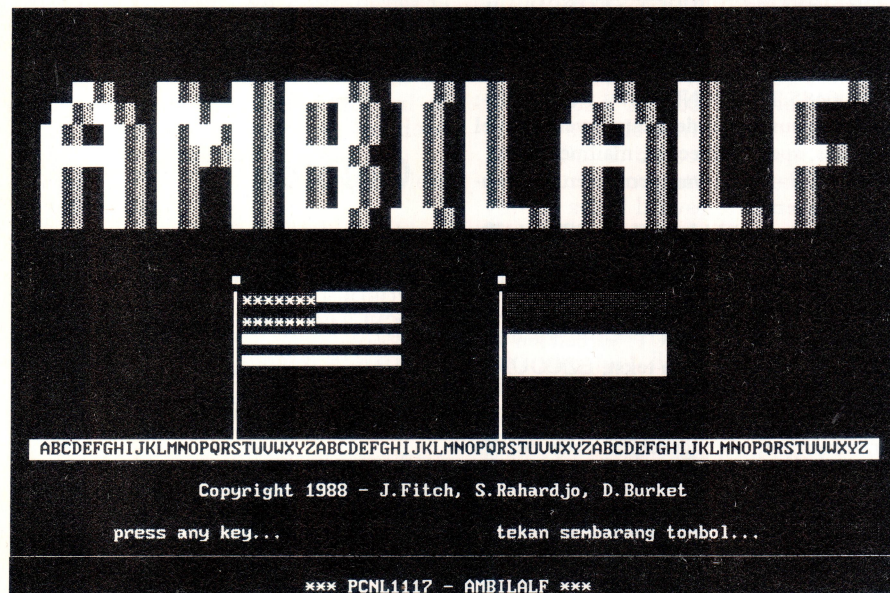 AMBILALF
*******
*******
ABCDEFGHIJKLMNOPQRSTUVWXYZABCDEFGHIJKLMNOPQRSTUVWXYZABCDEFGHIJKLMNOPQRSTUVWXYZ
Copyright 1988 - J.Fitch, S.Rahardjo, D.Burket
press any key... tekan sembarang tombol...
*** PCNL1117 - AMBILALF ***